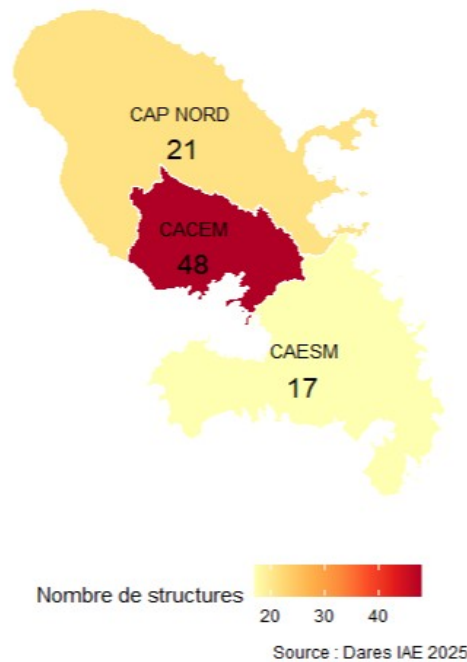 CAP NORD
21
CACEM
48
CAESM
17
Nombre de structures
20 30 40
Source : Dares IAE 2025